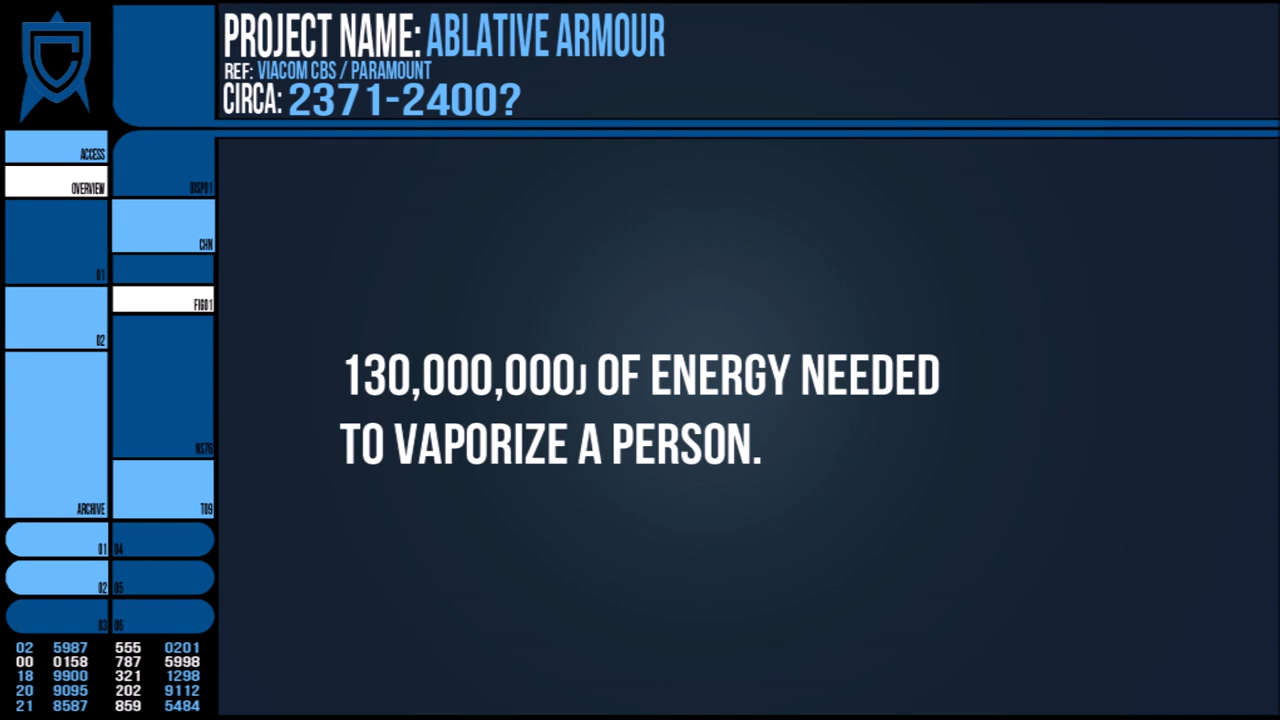 PROJECT NAME: ABLATIVE ARMOUR
REF: VIACOM CBS / PARAMOUNT
CIRCA: 2371-2400?
ACCESS
OVERVIEW
01
02
ARCHIVE
01
02
03
DISP01
CHN
FIG01
NS76
T09
04
05
06
130,000,000J OF ENERGY NEEDED
TO VAPORIZE A PERSON.
02 5987 555 0201
00 0158 787 5998
18 9900 321 1298
20 9095 202 9112
21 8587 859 5484